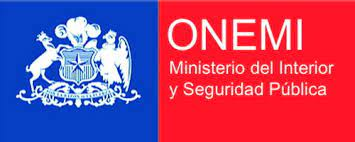 ONEMI
Ministerio del Interior
y Seguridad Pública